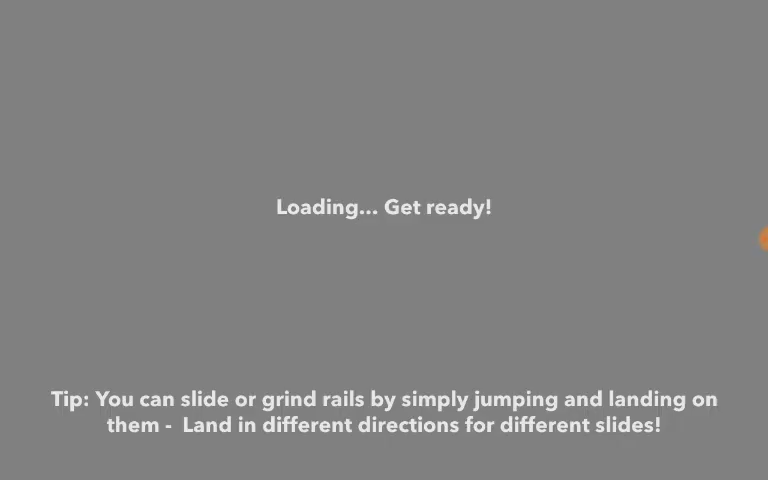 Loading... Get ready!
Tip: You can slide or grind rails by simply jumping and landing on
them -  Land in different directions for different slides!